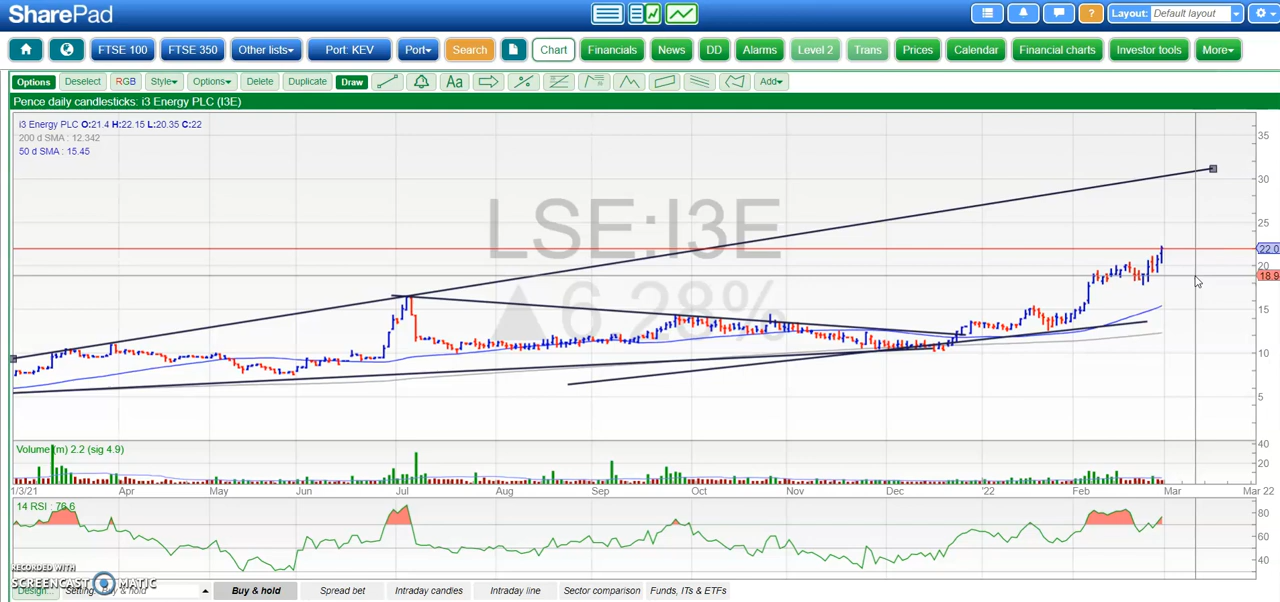 SharePad
Layout: Default layout
FTSE 100 FTSE 350 Other lists Port: KEV Port Search Chart Financials News DD Alarms Level 2 Trans Prices Calendar Financial charts Investor tools More
Options Deselect RGB Style Options Delete Duplicate Draw Aa Add
Pence daily candlesticks: i3 Energy PLC (I3E)
i3 Energy PLC O:21.4 H:22.15 L:20.35 C:22
200 d SMA : 12.342
50 d SMA : 15.45
LSE:I3E
6.28%
35
30
25
22.0
20
18.9
15
10
5
Volume (m) 2.2 (sig 4.9)
40
20
1/3/21 Apr May Jun Jul Aug Sep Oct Nov Dec '22 Feb Mar Mar 22
14 RSI : 76.6
80
60
40
RECORDED WITH
SCREENCAST MATIC
Design... Setting: Buy & hold Buy & hold Spread bet Intraday candles Intraday line Sector comparison Funds, ITs & ETFs